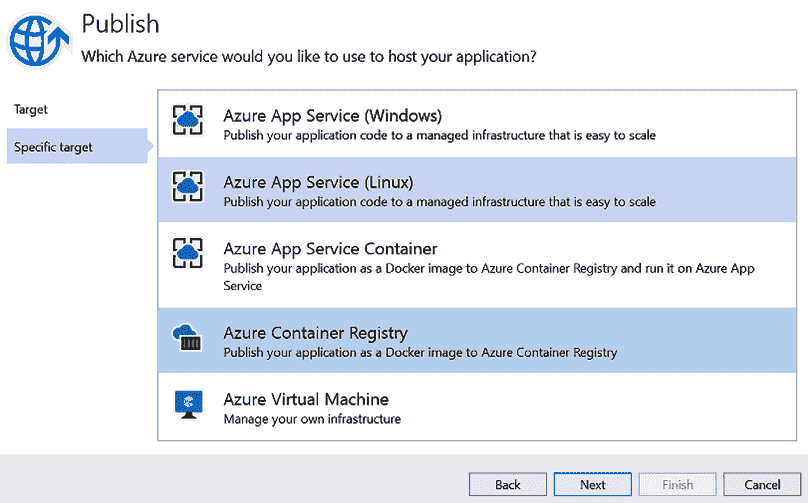 Publish
Which Azure service would you like to use to host your application?
Target
Specific target
Azure App Service (Windows)
Publish your application code to a managed infrastructure that is easy to scale
Azure App Service (Linux)
Publish your application code to a managed infrastructure that is easy to scale
Azure App Service Container
Publish your application as a Docker image to Azure Container Registry and run it on Azure App
Service
Azure Container Registry
Publish your application as a Docker image to Azure Container Registry
Azure Virtual Machine
Manage your own infrastructure
Back
Next
Finish
Cancel